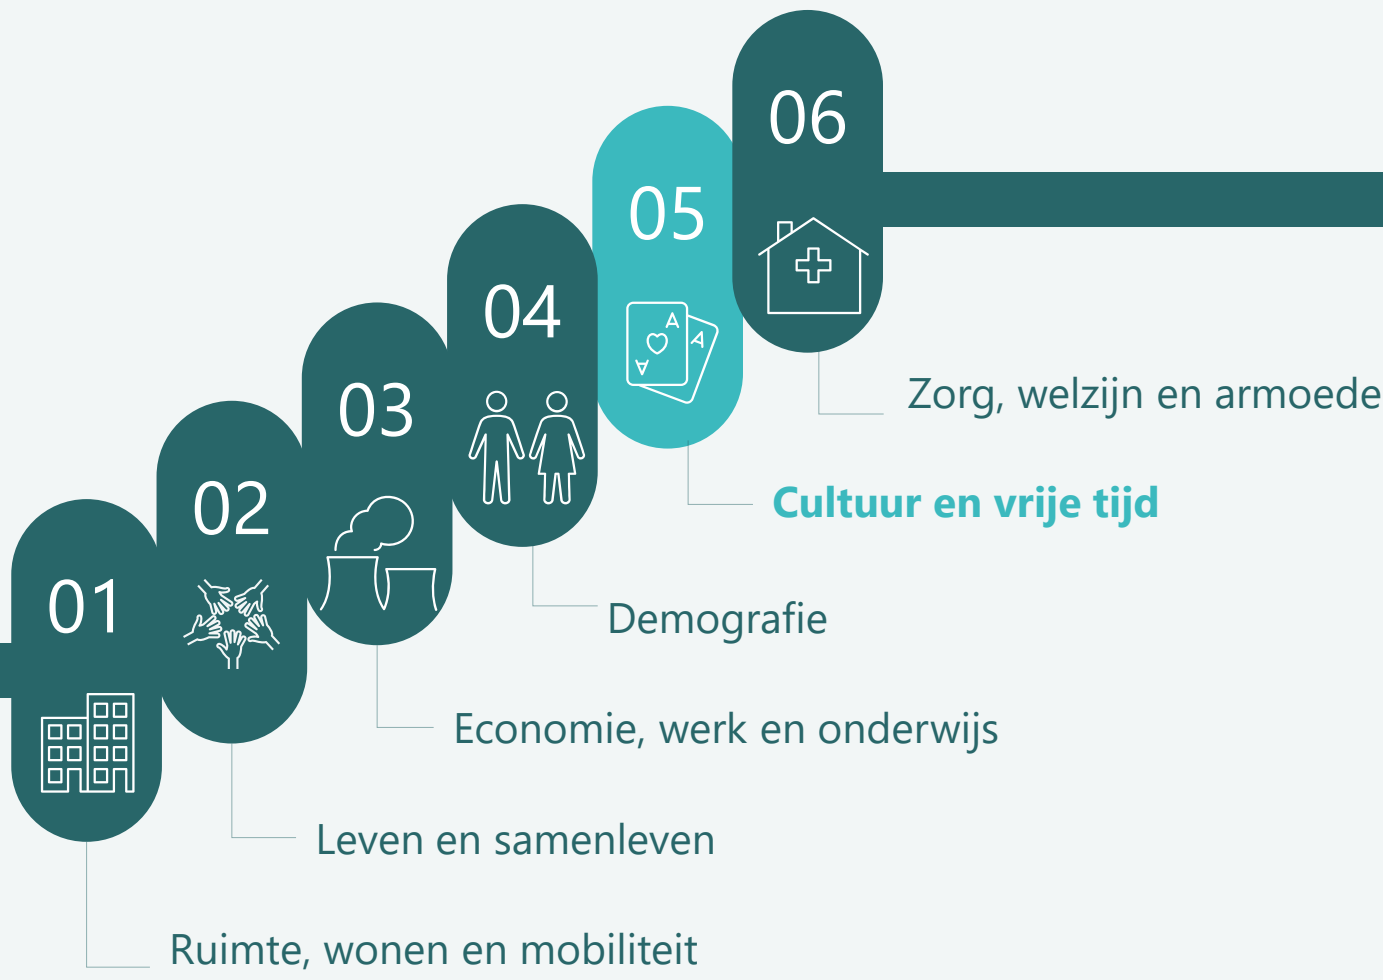 06
05
04
03
02
01
A
A
A
Zorg, welzijn en armoede
Cultuur en vrije tijd
Demografie
Economie, werk en onderwijs
Leven en samenleven
Ruimte, wonen en mobiliteit